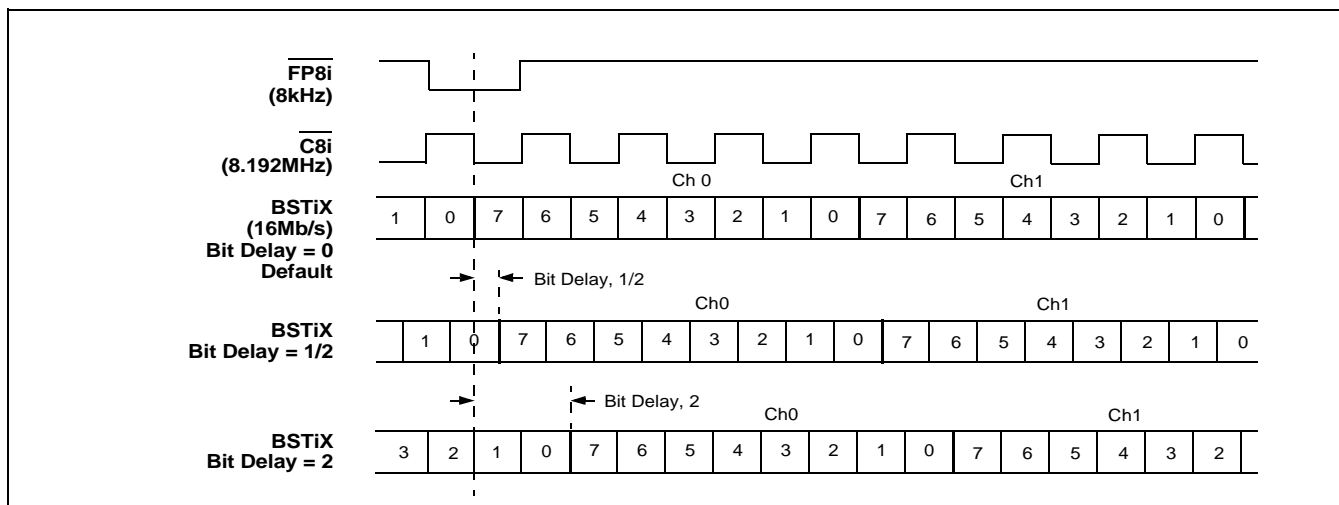 FP8i
(8kHz)
C8i
(8.192MHz)
Ch 0
Ch1
BSTiX
(16Mb/s)
Bit Delay = 0
Default
1 0 7 6 5 4 3 2 1 0 7 6 5 4 3 2 1 0
Bit Delay, 1/2
Ch0
Ch1
BSTiX
Bit Delay = 1/2
1 0 7 6 5 4 3 2 1 0 7 6 5 4 3 2 1 0
Bit Delay, 2
Ch0
Ch1
BSTiX
Bit Delay = 2
3 2 1 0 7 6 5 4 3 2 1 0 7 6 5 4 3 2